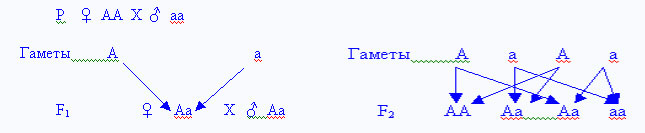 P ♀ AA X ♂ aa
Гаметы A a
F₁ ♀ Aa X ♂ Aa
Гаметы A a A a
F₂ AA Aa Aa aa